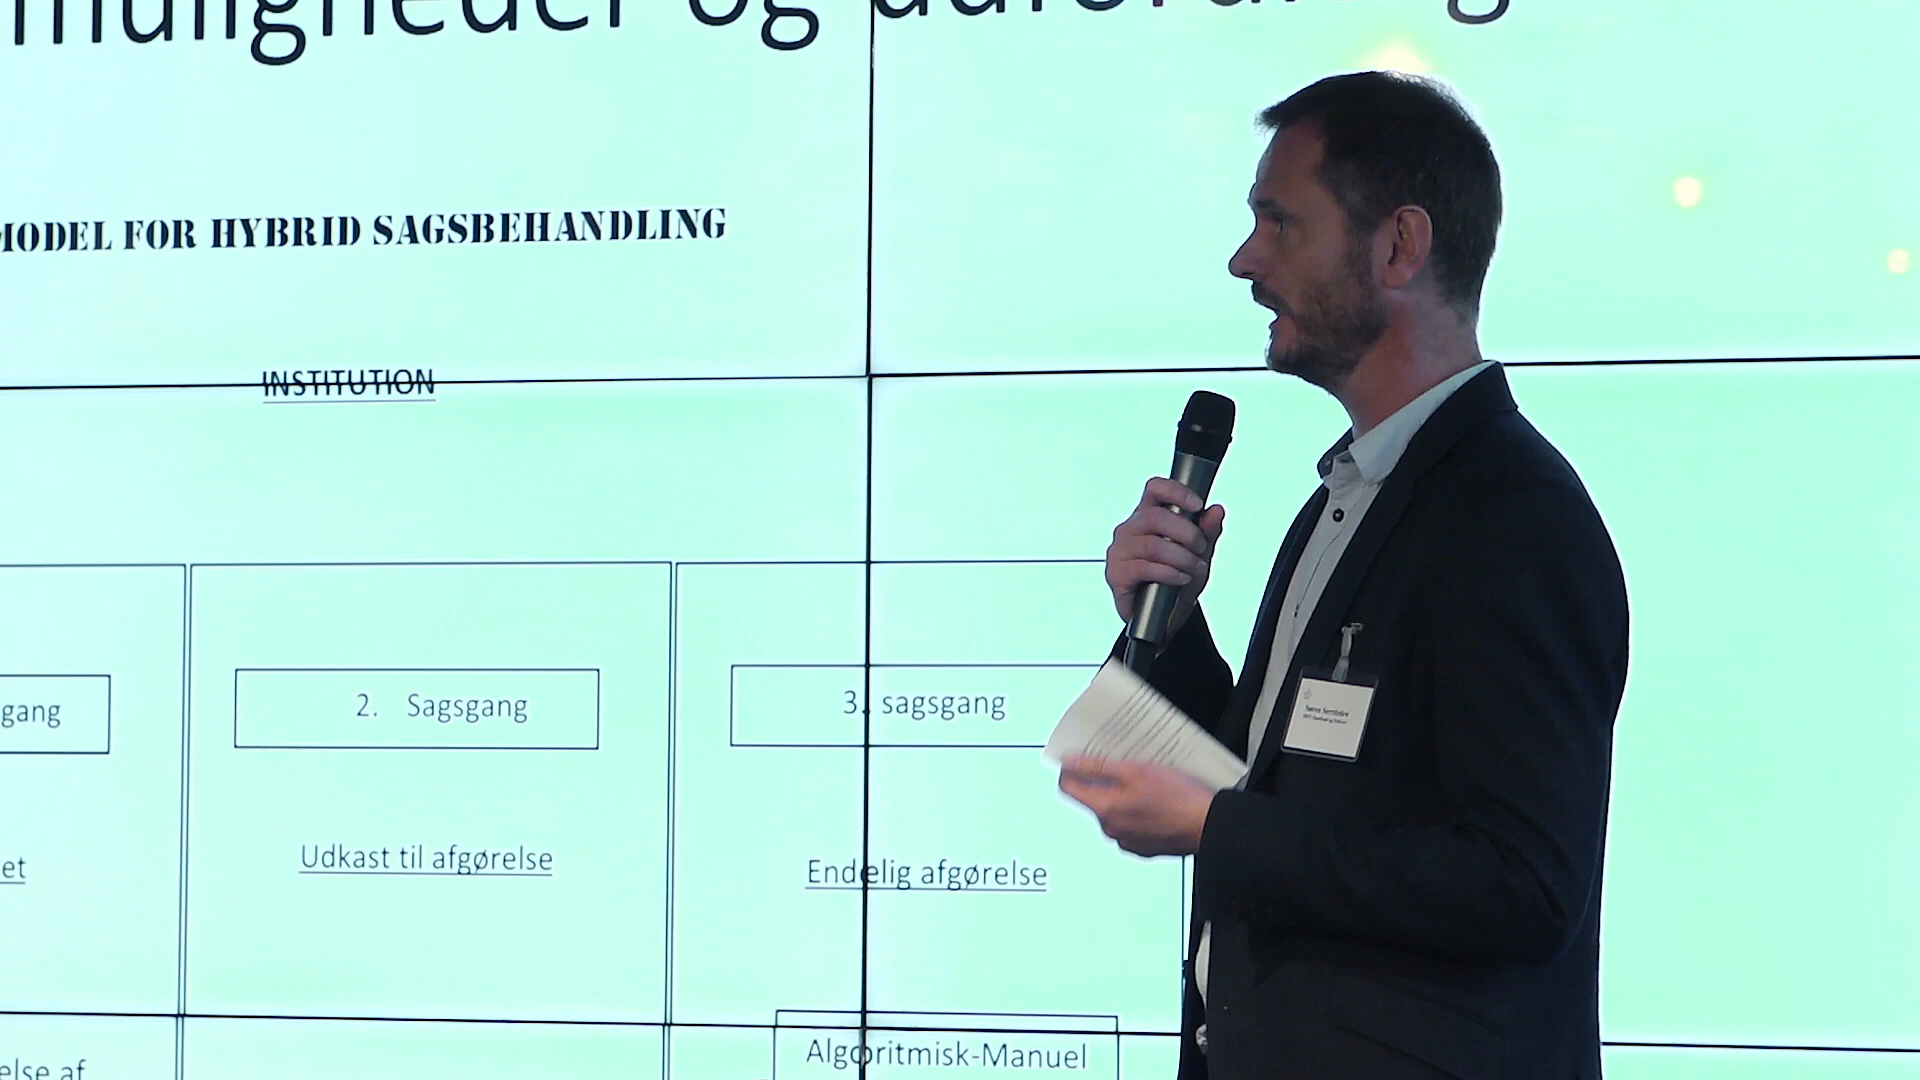 muligheder og udfordring
MODEL FOR HYBRID SAGSBEHANDLING
INSTITUTION
gang
2. Sagsgang
3. sagsgang
et
Udkast til afgørelse
Endelig afgørelse
else af
Algoritmisk-Manuel